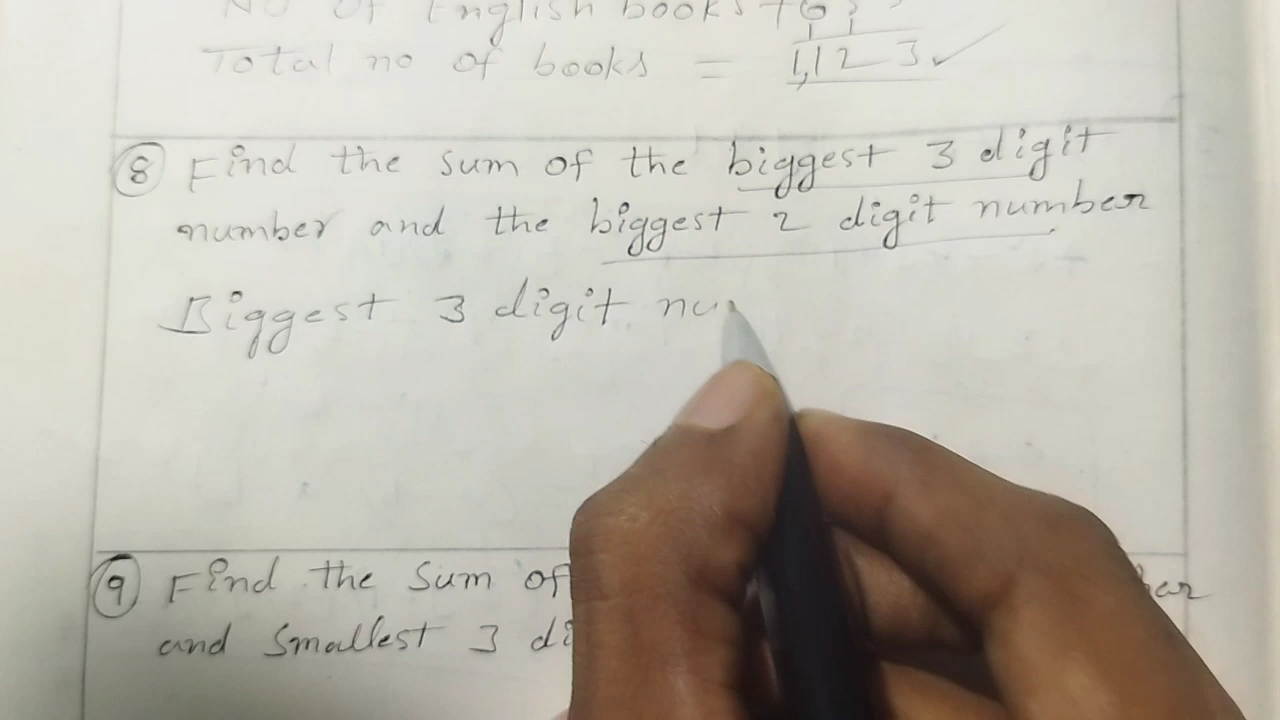 No of English books +
Total no of books = 1,123 ✓
⑧ Find the sum of the biggest 3 digit
number and the biggest 2 digit number
Biggest 3 digit nu
⑨ Find the Sum of
and Smallest 3 di